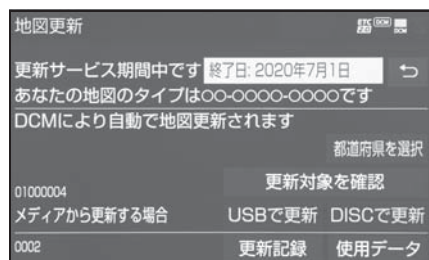 地図更新
更新サービス期間中です 終了日: 2020年7月1日
あなたの地図のタイプは○○-○○○○-○○○です
DCMにより自動で地図更新されます
都道府県を選択
01000004 更新対象を確認
メディアから更新する場合 USBで更新 DISCで更新
0002 更新記録 使用データ